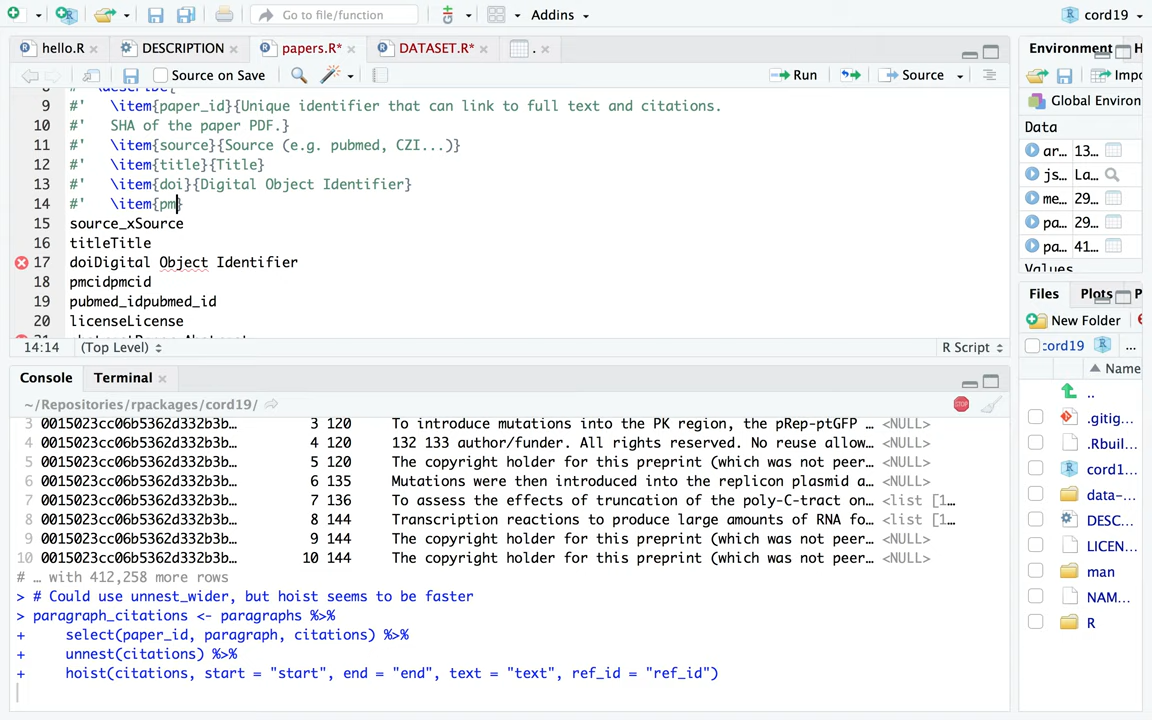 Go to file/function
Addins
cord19
hello.R
DESCRIPTION
papers.R*
DATASET.R*
.
Source on Save
Run
Source
9 #'   \item{paper_id}{Unique identifier that can link to full text and citations.
10 #'   SHA of the paper PDF.}
11 #'   \item{source}{Source (e.g. pubmed, CZI...)}
12 #'   \item{title}{Title}
13 #'   \item{doi}{Digital Object Identifier}
14 #'   \item{pm}
15 source_xSource
16 titleTitle
17 doiDigital Object Identifier
18 pmcidpmcid
19 pubmed_idpubmed_id
20 licenseLicense
14:14 (Top Level) R Script
Console
Terminal
~/Repositories/rpackages/cord19/
STOP
3 0015023cc06b5362d332b3b… 3 120 To introduce mutations into the PK region, the pRep-ptGFP … <NULL>
4 0015023cc06b5362d332b3b… 4 120 132 133 author/funder. All rights reserved. No reuse allow… <NULL>
5 0015023cc06b5362d332b3b… 5 120 The copyright holder for this preprint (which was not peer… <NULL>
6 0015023cc06b5362d332b3b… 6 135 Mutations were then introduced into the replicon plasmid a… <NULL>
7 0015023cc06b5362d332b3b… 7 136 To assess the effects of truncation of the poly-C-tract on… <list [1…
8 0015023cc06b5362d332b3b… 8 144 Transcription reactions to produce large amounts of RNA fo… <list [1…
9 0015023cc06b5362d332b3b… 9 144 The copyright holder for this preprint (which was not peer… <NULL>
10 0015023cc06b5362d332b3b… 10 144 The copyright holder for this preprint (which was not peer… <NULL>
# … with 412,258 more rows
> # Could use unnest_wider, but hoist seems to be faster
> paragraph_citations <- paragraphs %>%
+     select(paper_id, paragraph, citations) %>%
+     unnest(citations) %>%
+     hoist(citations, start = "start", end = "end", text = "text", ref_id = "ref_id")
Environment H
Impo
Global Environ
Data
ar… 13…
js… La…
me… 29…
pa… 29…
pa… 41…
Values
Files
Plots
P
New Folder
cord19
...
Name
..
.gitig…
.Rbuil…
cord1…
data-…
DESC…
LICEN…
man
NAM…
R